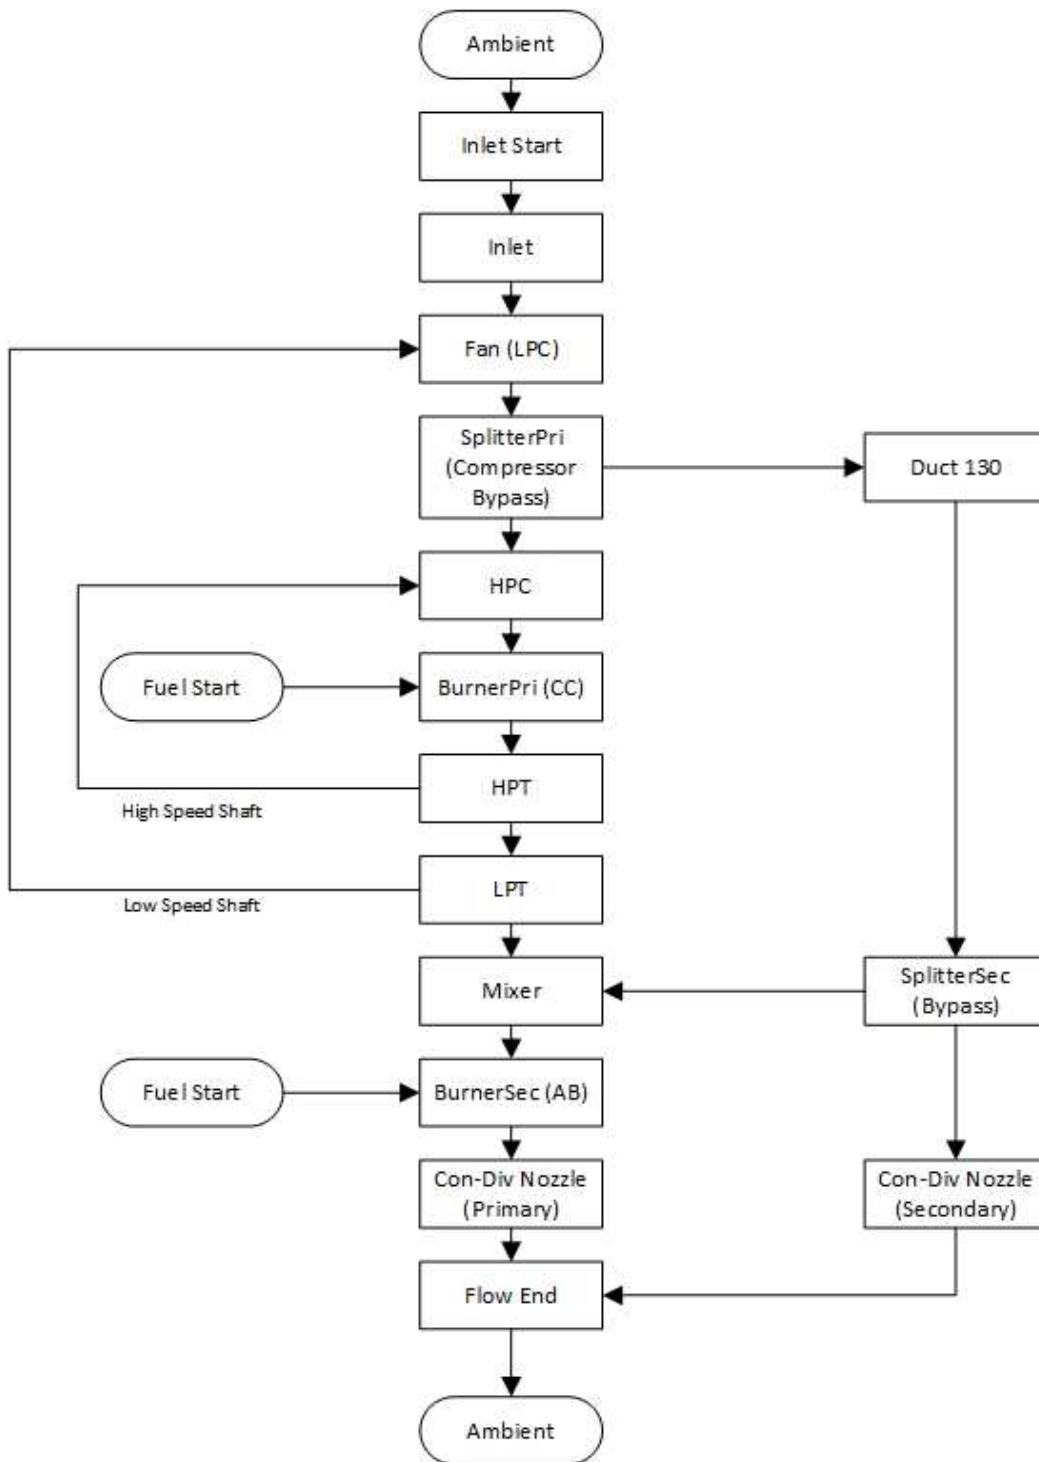 Ambient
Inlet Start
Inlet
Fan (LPC)
SplitterPri
(Compressor
Bypass)
Duct 130
HPC
Fuel Start
BurnerPri (CC)
HPT
High Speed Shaft
LPT
Low Speed Shaft
Mixer
SplitterSec
(Bypass)
Fuel Start
BurnerSec (AB)
Con-Div Nozzle
(Primary)
Con-Div Nozzle
(Secondary)
Flow End
Ambient